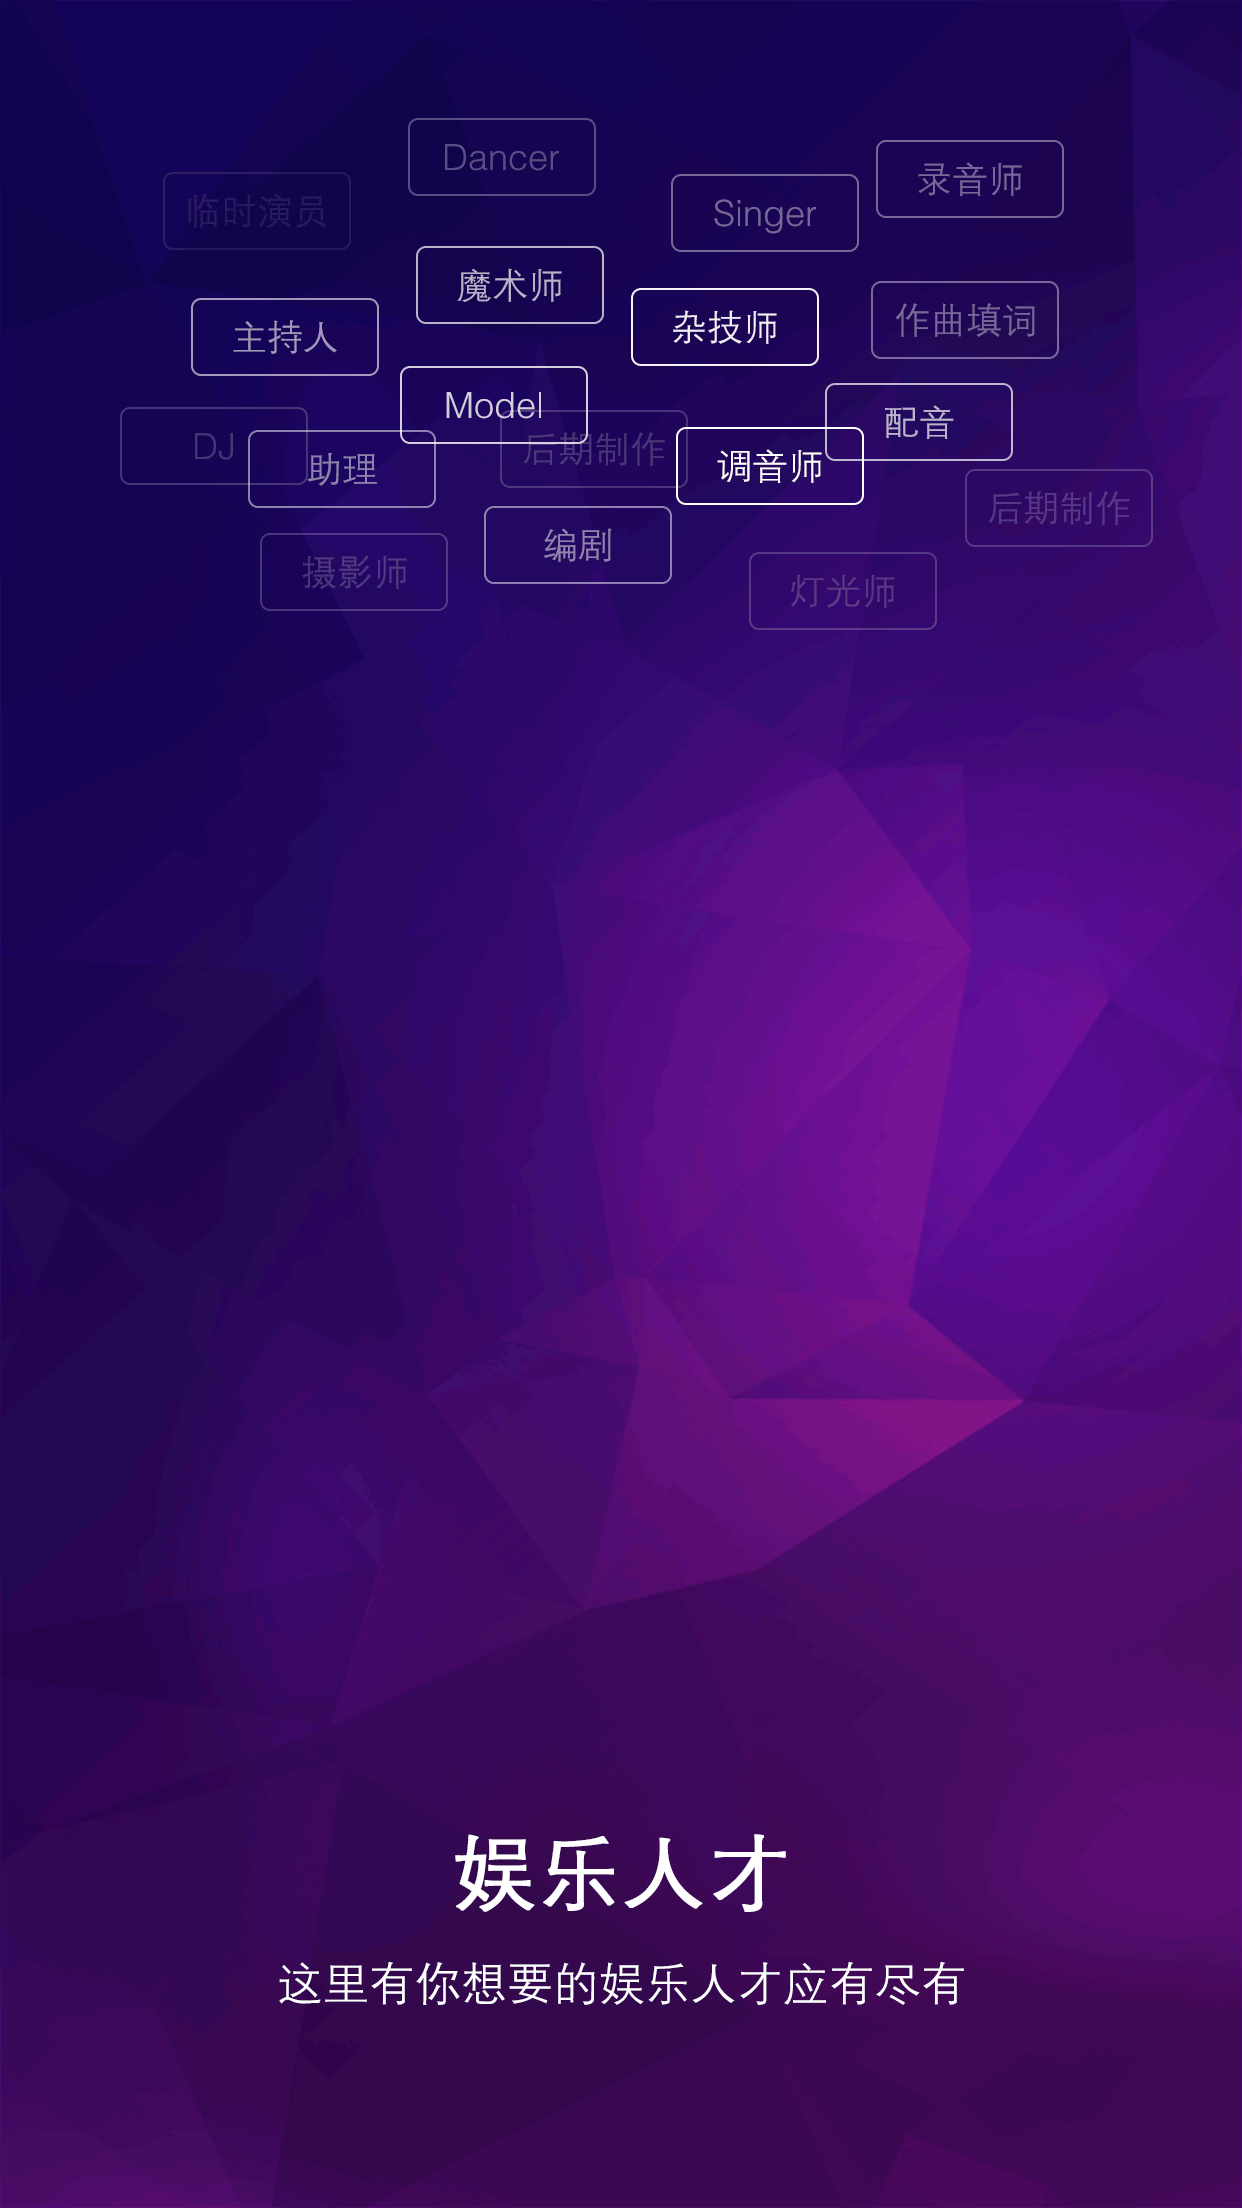 Dancer
录音师
临时演员
Singer
魔术师
作曲填词
杂技师
主持人
Model
配音
DJ
后期制作
助理
调音师
后期制作
编剧
摄影师
灯光师
娱乐人才
这里有你想要的娱乐人才应有尽有